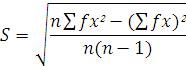 S = √((n∑fx² − (∑fx)²) / (n(n − 1)))